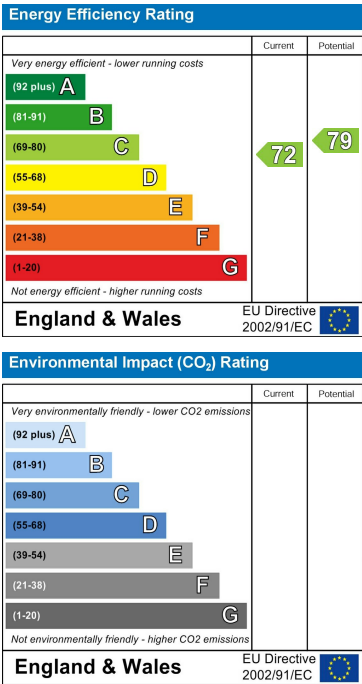 Energy Efficiency Rating
Current Potential
Very energy efficient - lower running costs
(92 plus) A
(81-91) B
(69-80) C
72 79
(55-68) D
(39-54) E
(21-38) F
(1-20) G
Not energy efficient - higher running costs
England & Wales
EU Directive
2002/91/EC
Environmental Impact (CO₂) Rating
Current Potential
Very environmentally friendly - lower CO2 emissions
(92 plus) A
(81-91) B
(69-80) C
(55-68) D
(39-54) E
(21-38) F
(1-20) G
Not environmentally friendly - higher CO2 emissions
England & Wales
EU Directive
2002/91/EC